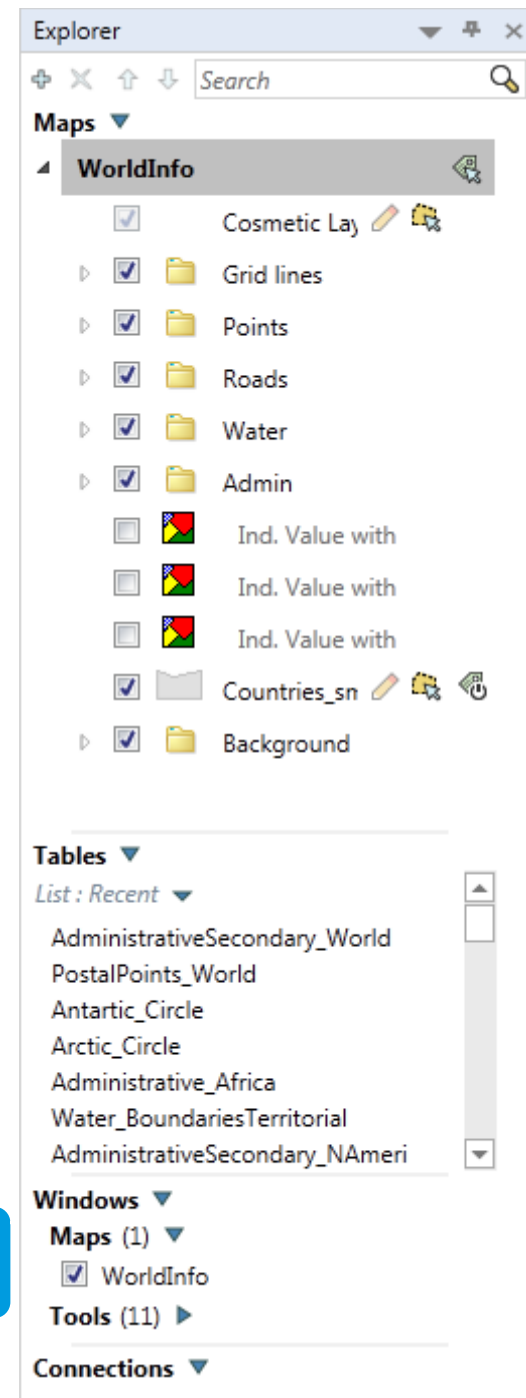 Explorer
Search
Maps
WorldInfo
Cosmetic Lay
Grid lines
Points
Roads
Water
Admin
Ind. Value with
Ind. Value with
Ind. Value with
Countries_sm
Background
Tables
List : Recent
AdministrativeSecondary_World
PostalPoints_World
Antartic_Circle
Arctic_Circle
Administrative_Africa
Water_BoundariesTerritorial
AdministrativeSecondary_NAmeri
Windows
Maps (1)
WorldInfo
Tools (11)
Connections